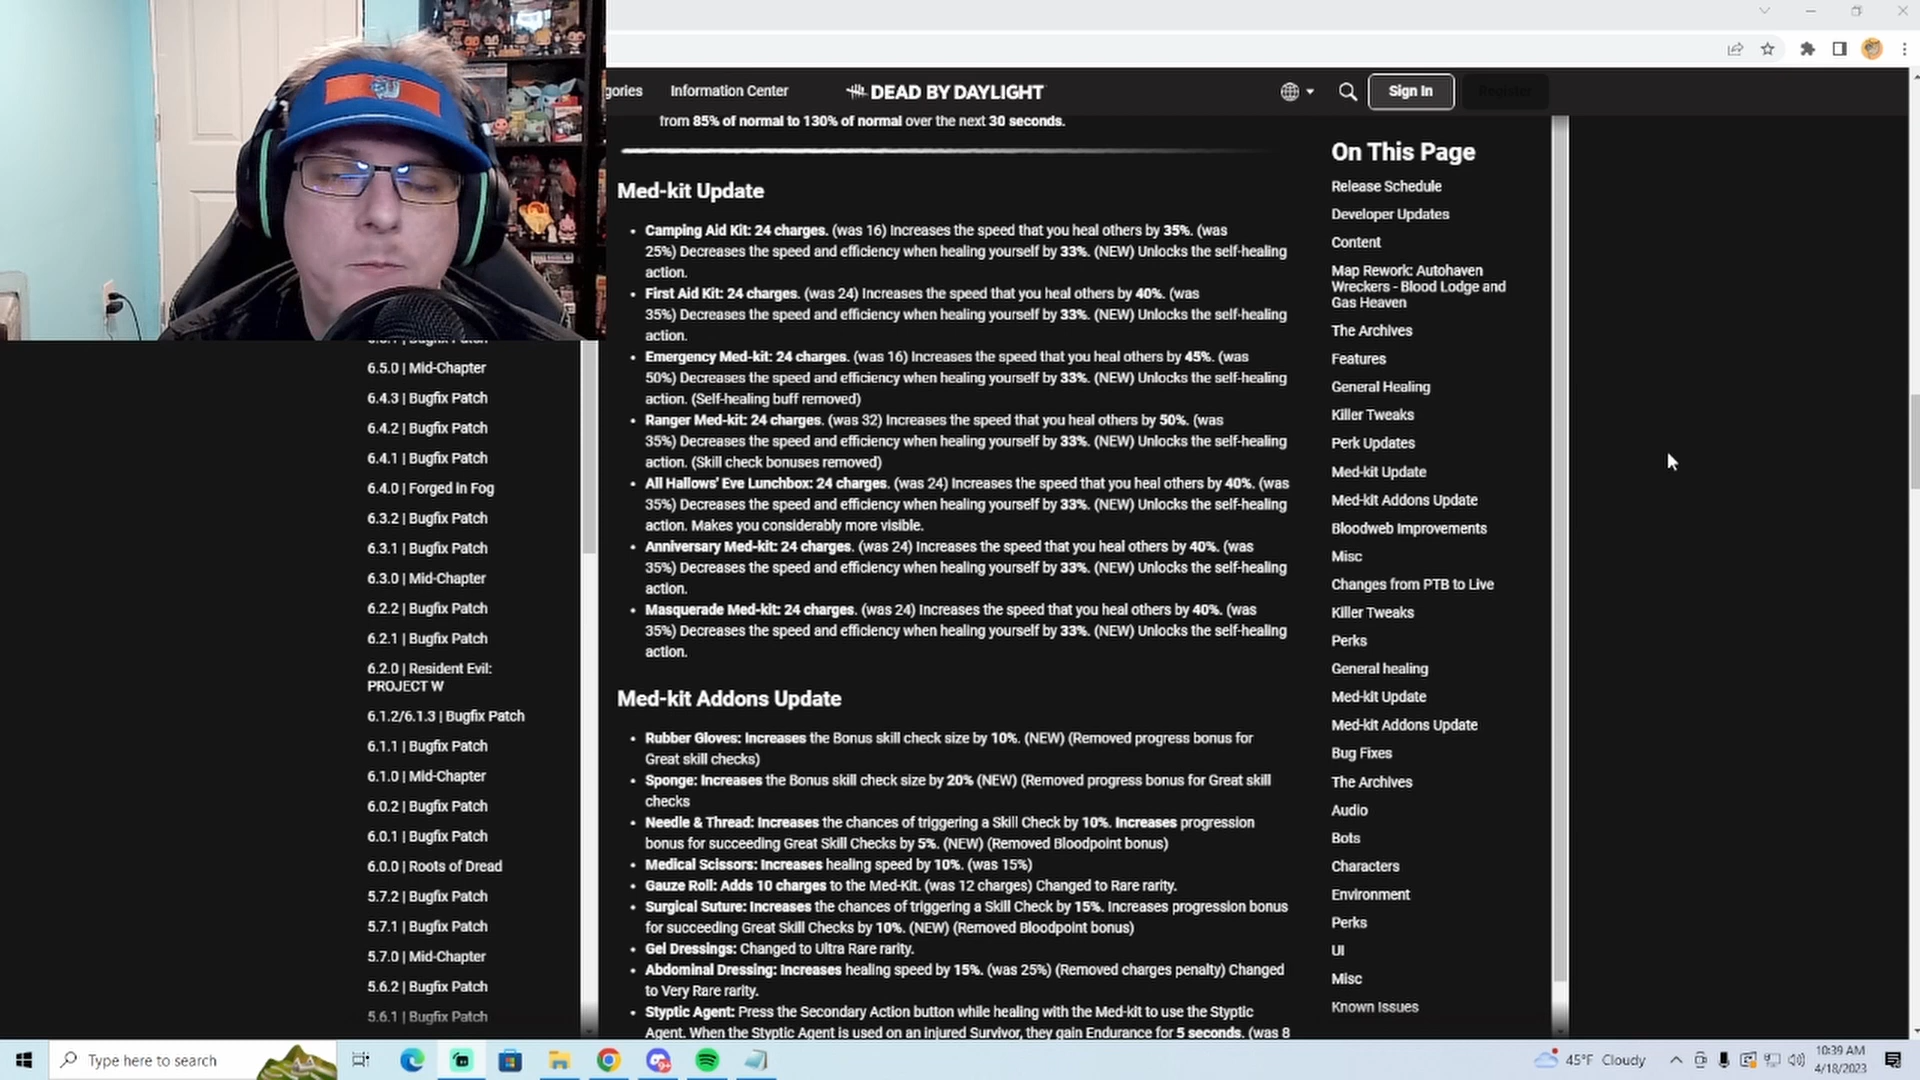 gories
Information Center
DEAD BY DAYLIGHT
Sign In
Register
from 85% of normal to 130% of normal over the next 30 seconds.
Med-kit Update
Camping Aid Kit: 24 charges. (was 16) Increases the speed that you heal others by 35%. (was
25%) Decreases the speed and efficiency when healing yourself by 33%. (NEW) Unlocks the self-healing
action.
First Aid Kit: 24 charges. (was 24) Increases the speed that you heal others by 40%. (was
35%) Decreases the speed and efficiency when healing yourself by 33%. (NEW) Unlocks the self-healing
action.
Emergency Med-kit: 24 charges. (was 16) Increases the speed that you heal others by 45%. (was
50%) Decreases the speed and efficiency when healing yourself by 33%. (NEW) Unlocks the self-healing
action. (Self-healing buff removed)
Ranger Med-kit: 24 charges. (was 32) Increases the speed that you heal others by 50%. (was
35%) Decreases the speed and efficiency when healing yourself by 33%. (NEW) Unlocks the self-healing
action. (Skill check bonuses removed)
All Hallows' Eve Lunchbox: 24 charges. (was 24) Increases the speed that you heal others by 40%. (was
35%) Decreases the speed and efficiency when healing yourself by 33%. (NEW) Unlocks the self-healing
action. Makes you considerably more visible.
Anniversary Med-kit: 24 charges. (was 24) Increases the speed that you heal others by 40%. (was
35%) Decreases the speed and efficiency when healing yourself by 33%. (NEW) Unlocks the self-healing
action.
Masquerade Med-kit: 24 charges. (was 24) Increases the speed that you heal others by 40%. (was
35%) Decreases the speed and efficiency when healing yourself by 33%. (NEW) Unlocks the self-healing
action.
Med-kit Addons Update
Rubber Gloves: Increases the Bonus skill check size by 10%. (NEW) (Removed progress bonus for
Great skill checks)
Sponge: Increases the Bonus skill check size by 20% (NEW) (Removed progress bonus for Great skill
checks
Needle & Thread: Increases the chances of triggering a Skill Check by 10%. Increases progression
bonus for succeeding Great Skill Checks by 5%. (NEW) (Removed Bloodpoint bonus)
Medical Scissors: Increases healing speed by 10%. (was 15%)
Gauze Roll: Adds 10 charges to the Med-Kit. (was 12 charges) Changed to Rare rarity.
Surgical Suture: Increases the chances of triggering a Skill Check by 15%. Increases progression bonus
for succeeding Great Skill Checks by 10%. (NEW) (Removed Bloodpoint bonus)
Gel Dressings: Changed to Ultra Rare rarity.
Abdominal Dressing: Increases healing speed by 15%. (was 25%) (Removed charges penalty) Changed
to Very Rare rarity.
Styptic Agent: Press the Secondary Action button while healing with the Med-kit to use the Styptic
Agent. When the Styptic Agent is used on an injured Survivor, they gain Endurance for 5 seconds. (was 8
6.5.0 | Mid-Chapter
6.4.3 | Bugfix Patch
6.4.2 | Bugfix Patch
6.4.1 | Bugfix Patch
6.4.0 | Forged In Fog
6.3.2 | Bugfix Patch
6.3.1 | Bugfix Patch
6.3.0 | Mid-Chapter
6.2.2 | Bugfix Patch
6.2.1 | Bugfix Patch
6.2.0 | Resident Evil:
PROJECT W
6.1.2/6.1.3 | Bugfix Patch
6.1.1 | Bugfix Patch
6.1.0 | Mid-Chapter
6.0.2 | Bugfix Patch
6.0.1 | Bugfix Patch
6.0.0 | Roots of Dread
5.7.2 | Bugfix Patch
5.7.1 | Bugfix Patch
5.7.0 | Mid-Chapter
5.6.2 | Bugfix Patch
5.6.1 | Bugfix Patch
On This Page
Release Schedule
Developer Updates
Content
Map Rework: Autohaven
Wreckers - Blood Lodge and
Gas Heaven
The Archives
Features
General Healing
Killer Tweaks
Perk Updates
Med-kit Update
Med-kit Addons Update
Bloodweb Improvements
Misc
Changes from PTB to Live
Killer Tweaks
Perks
General healing
Med-kit Update
Med-kit Addons Update
Bug Fixes
The Archives
Audio
Bots
Characters
Environment
Perks
UI
Misc
Known Issues
Type here to search
9+
45°F Cloudy
10:39 AM
4/18/2023